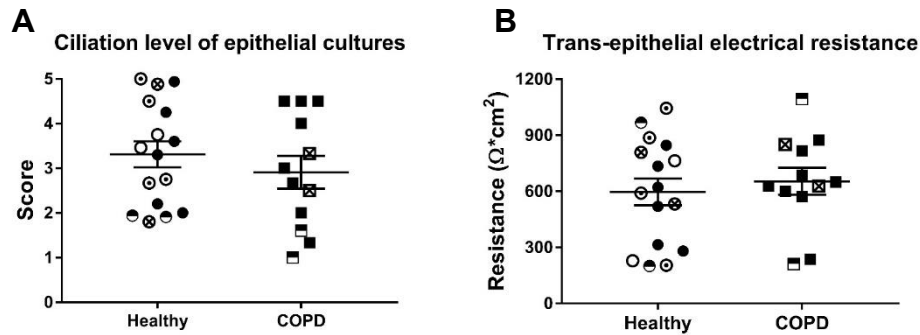 A
Ciliation level of epithelial cultures
Score
5
4
3
2
1
0
Healthy
COPD
B
Trans-epithelial electrical resistance
Resistance (Ω*cm²)
1200
900
600
300
0
Healthy
COPD